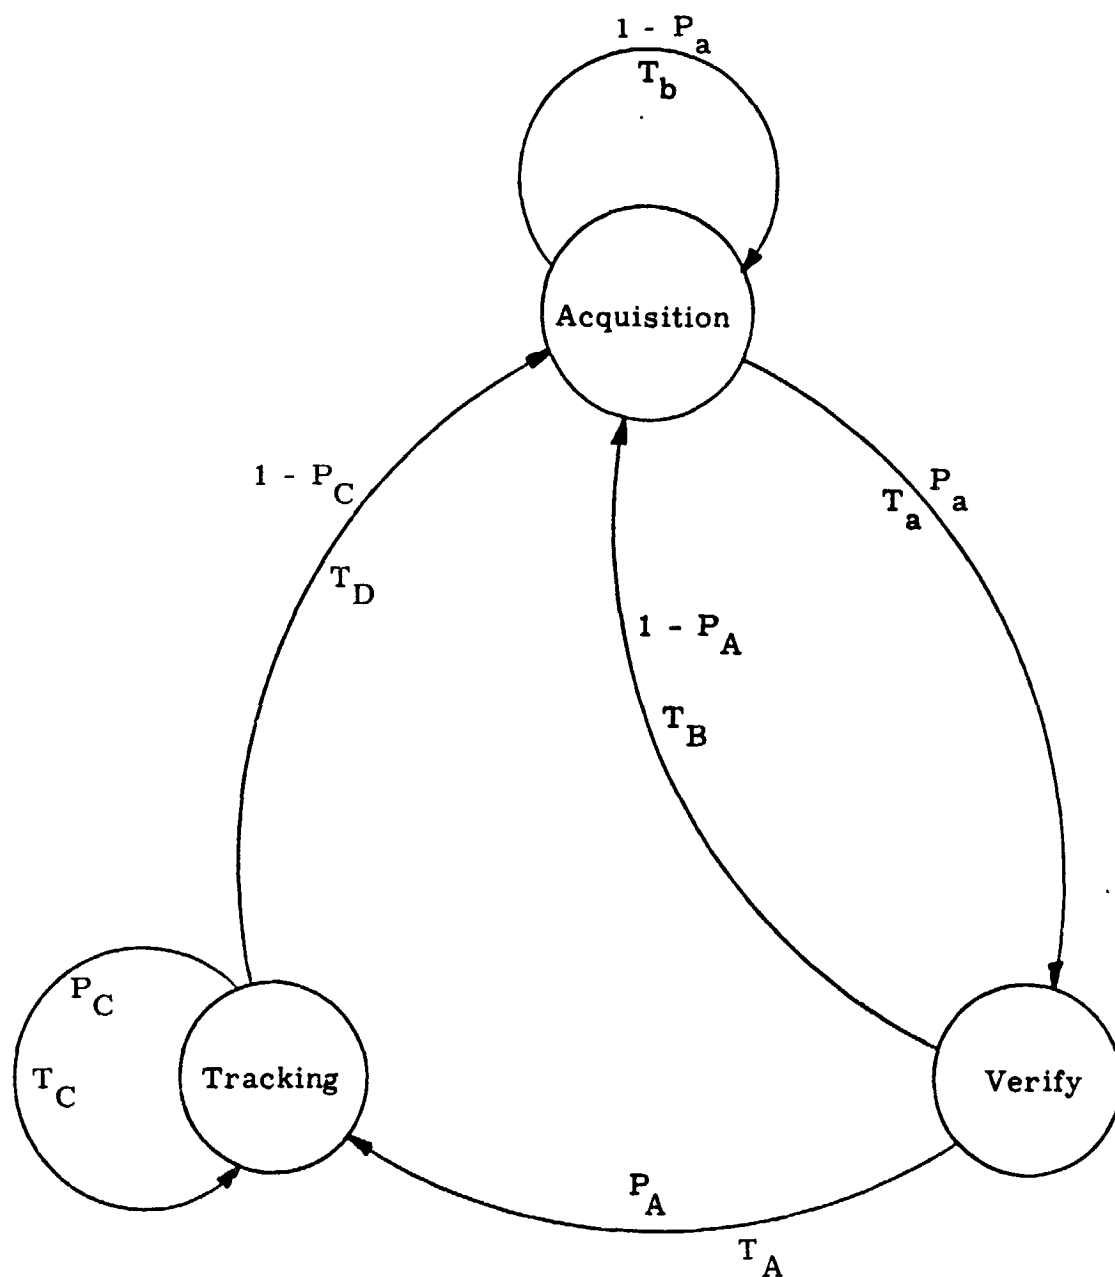 1 - P_a
T_b
Acquisition
1 - P_C
P_a
T_a
T_D
1 - P_A
T_B
P_C
T_C
Tracking
Verify
P_A
T_A